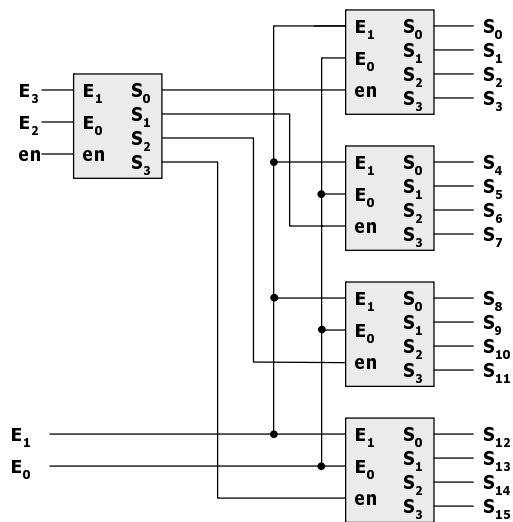 E₁ S₀ S₀
E₀ S₁ S₁
S₂ S₂
en S₃ S₃
E₃ E₁ S₀
E₂ E₀ S₁
S₂
en en S₃
E₁ S₀ S₄
E₀ S₁ S₅
S₂ S₆
en S₃ S₇
E₁ S₀ S₈
E₀ S₁ S₉
S₂ S₁₀
en S₃ S₁₁
E₁ E₁ S₀ S₁₂
E₀ E₀ S₁ S₁₃
S₂ S₁₄
en S₃ S₁₅